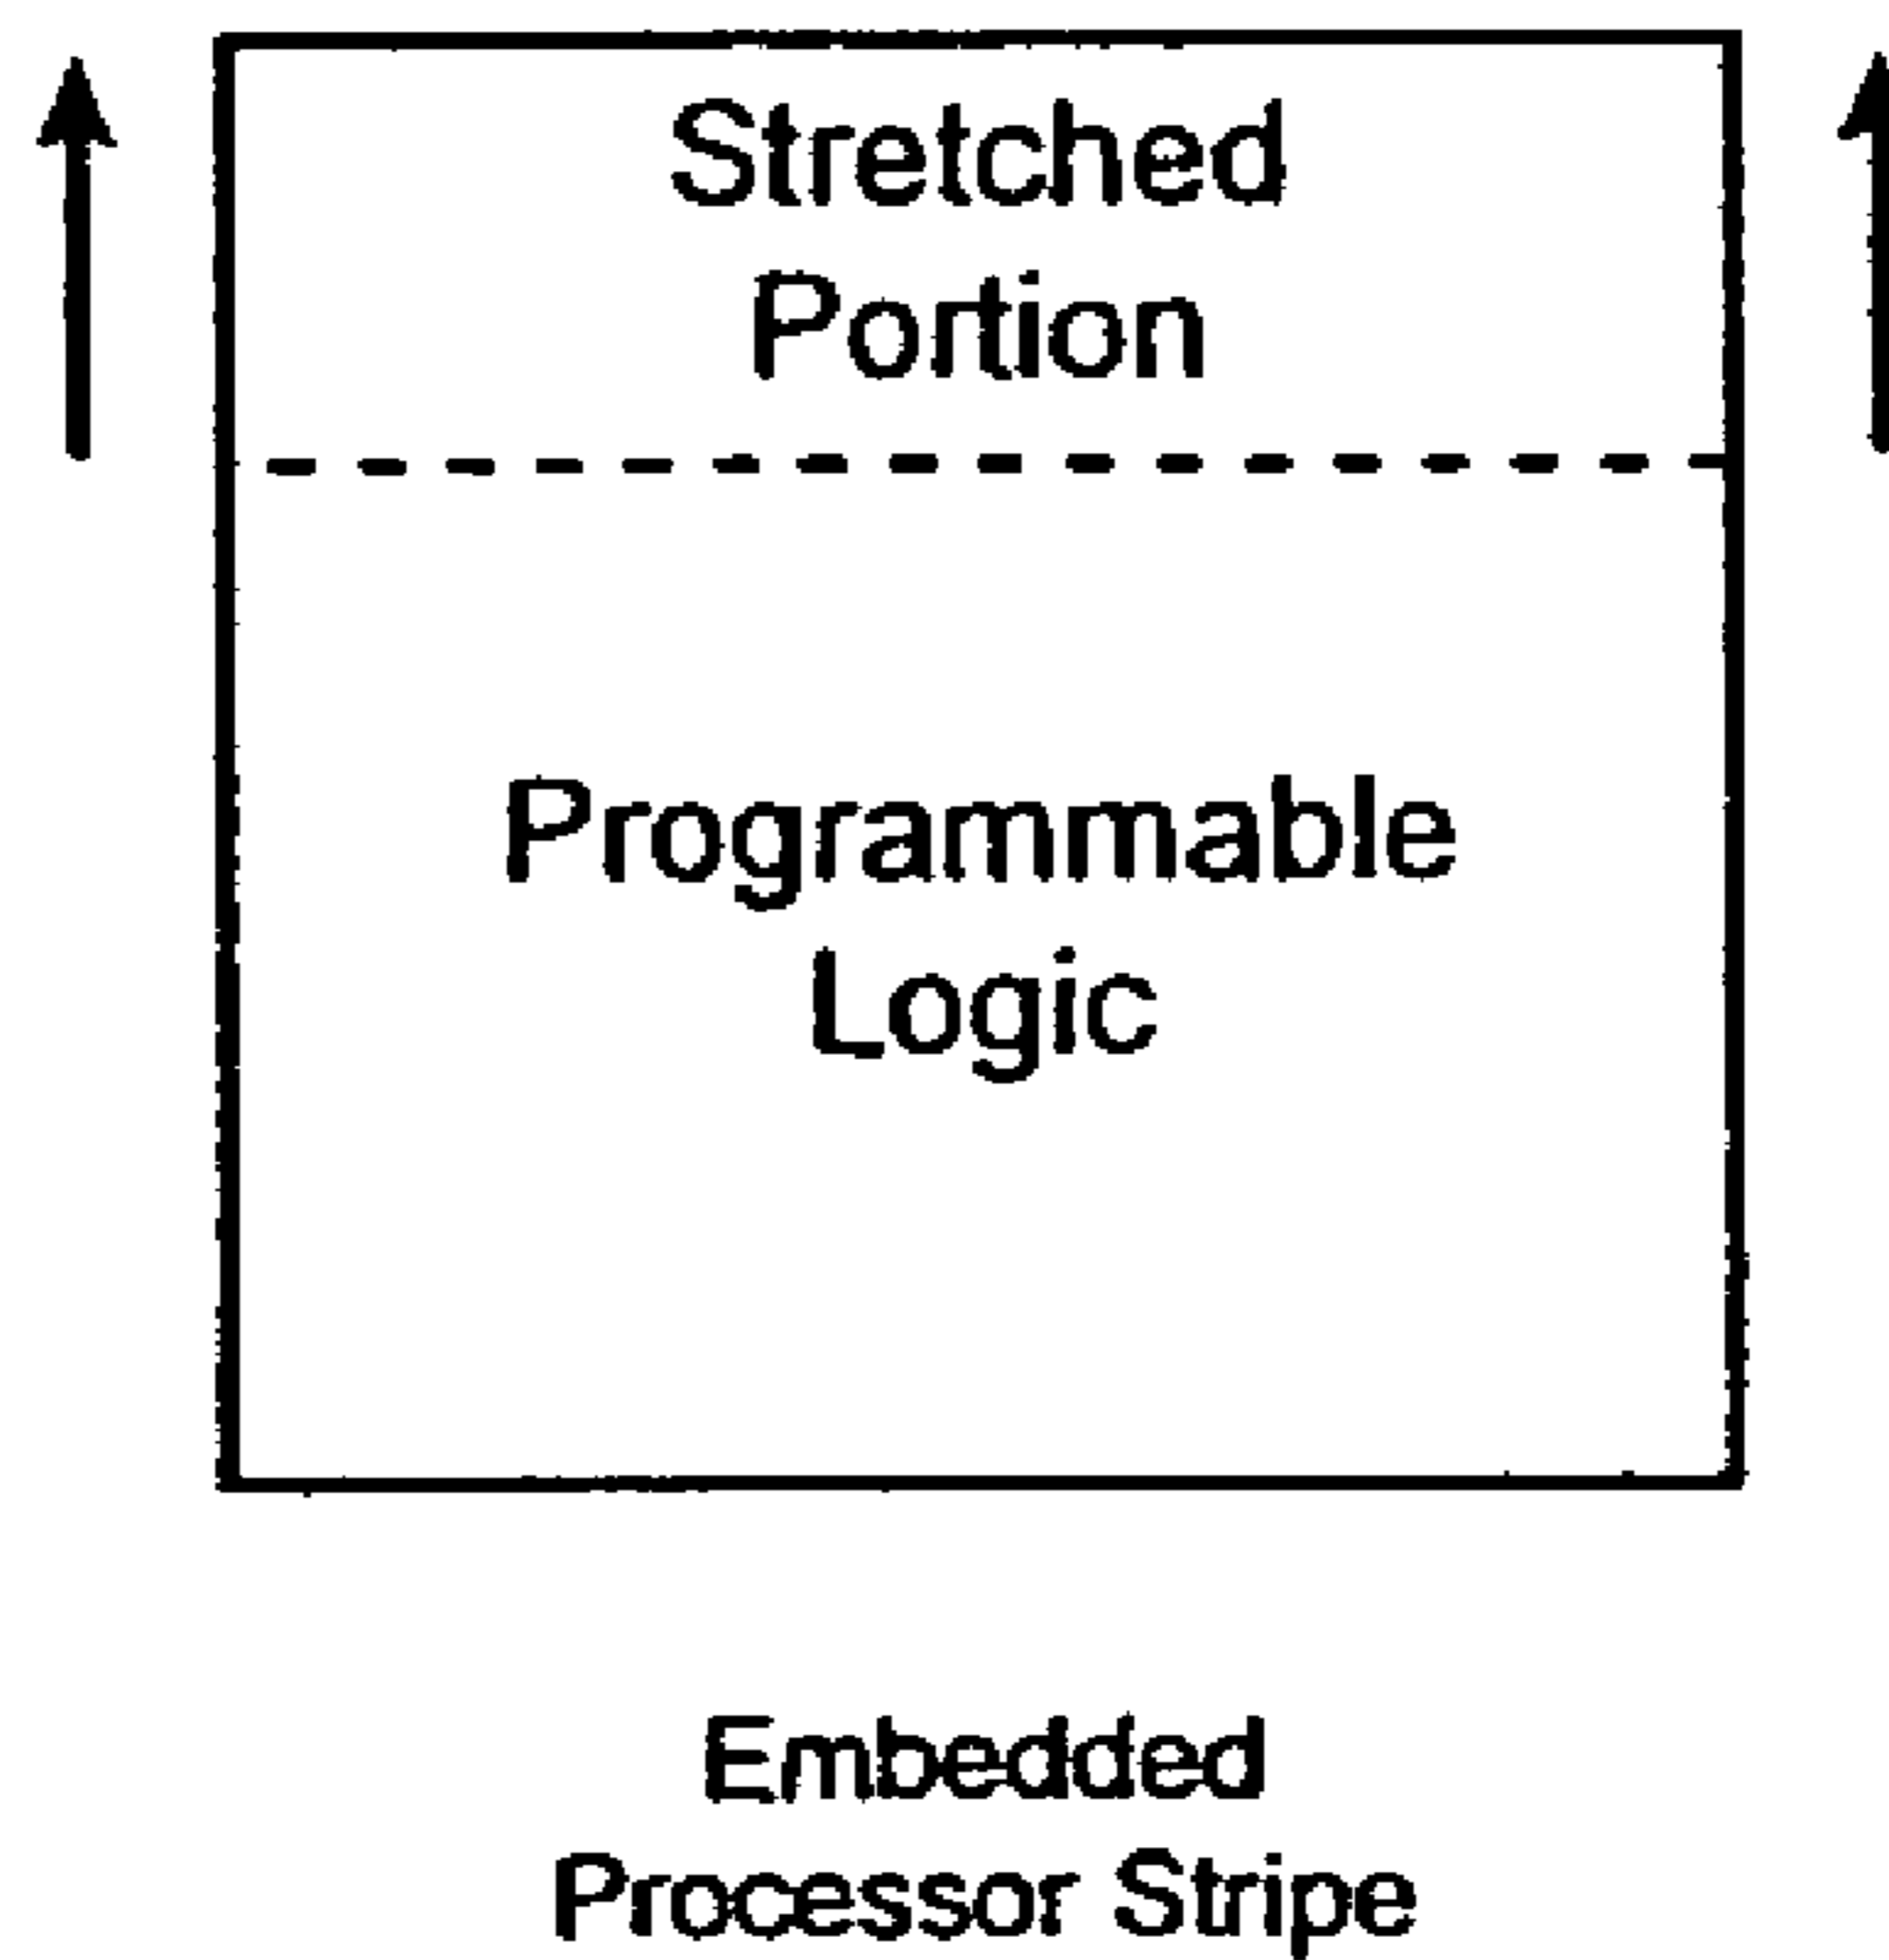 Stretched
Portion
Programmable
Logic
Embedded
Processor Stripe